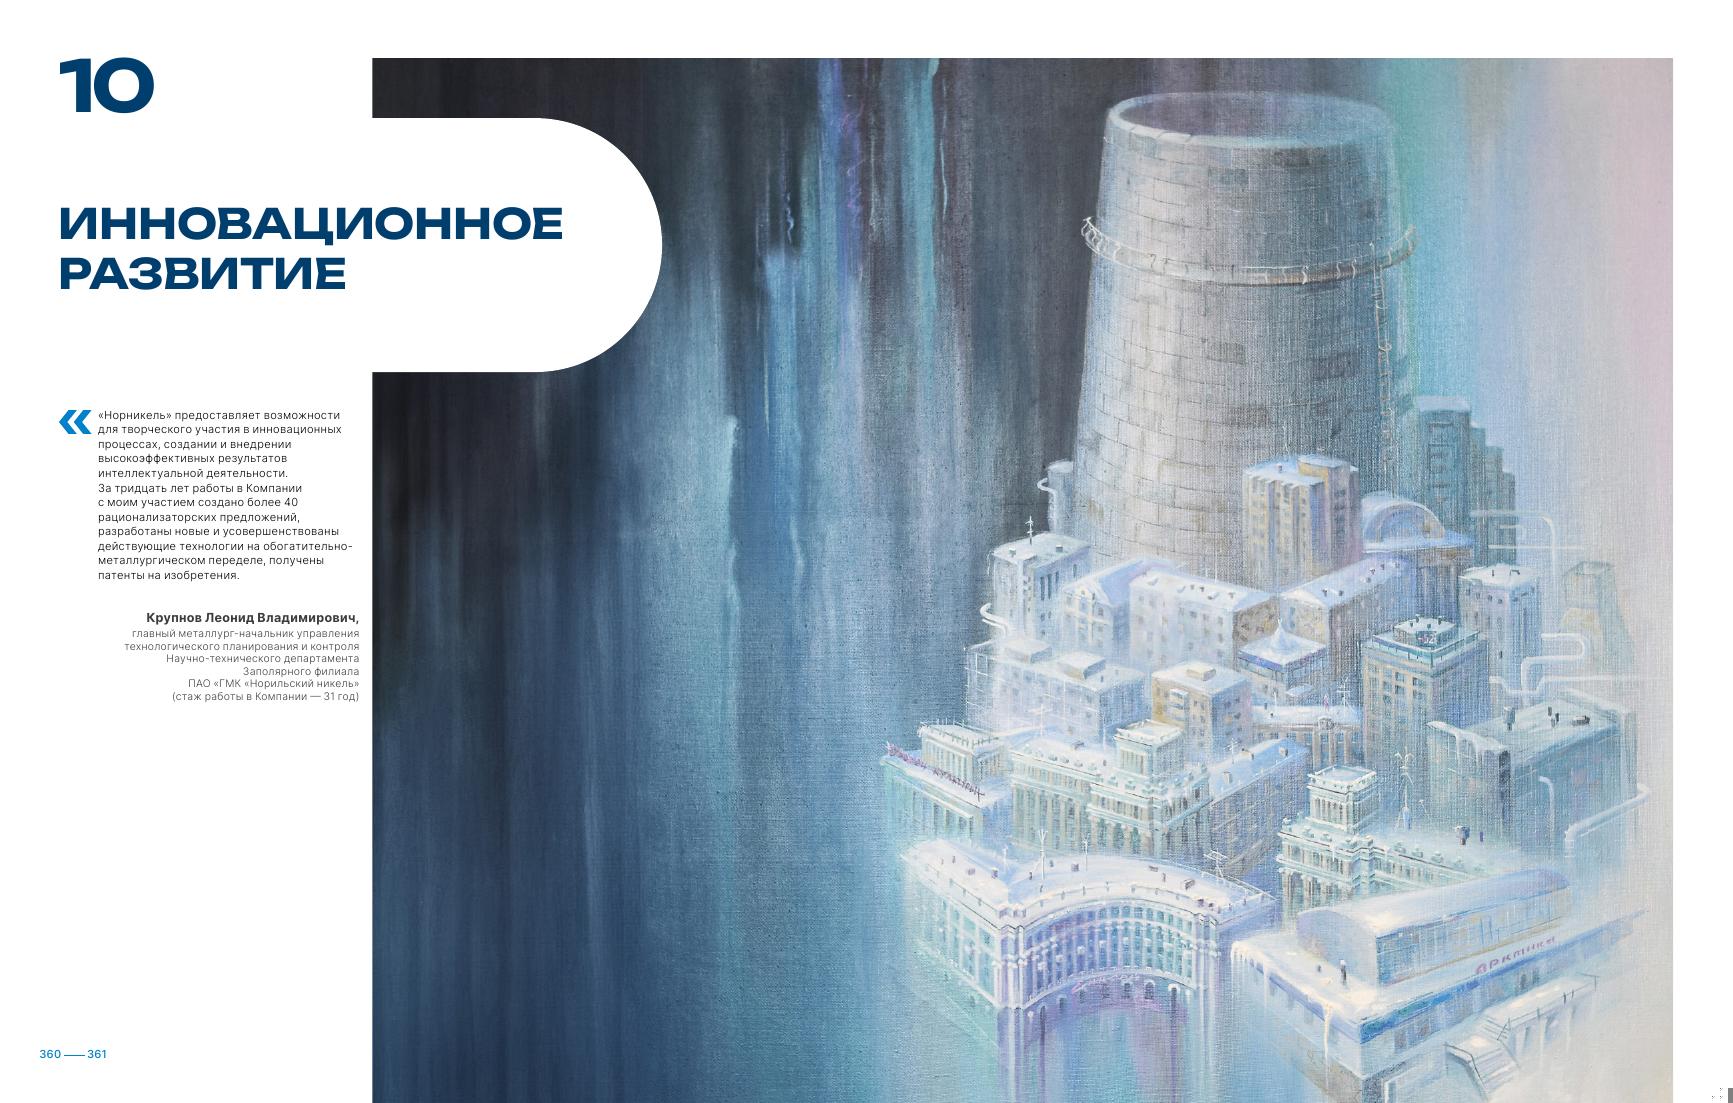 10
ИННОВАЦИОННОЕ
РАЗВИТИЕ
«Норникель» предоставляет возможности
для творческого участия в инновационных
процессах, создании и внедрении
высокоэффективных результатов
интеллектуальной деятельности.
За тридцать лет работы в Компании
с моим участием создано более 40
рационализаторских предложений,
разработаны новые и усовершенствованы
действующие технологии на обогатительно-
металлургическом переделе, получены
патенты на изобретения.
Крупнов Леонид Владимирович,
главный металлург-начальник управления
технологического планирования и контроля
Научно-технического департамента
Заполярного филиала
ПАО «ГМК «Норильский никель»
(стаж работы в Компании — 31 год)
-52
АРКТИКА
360 — 361